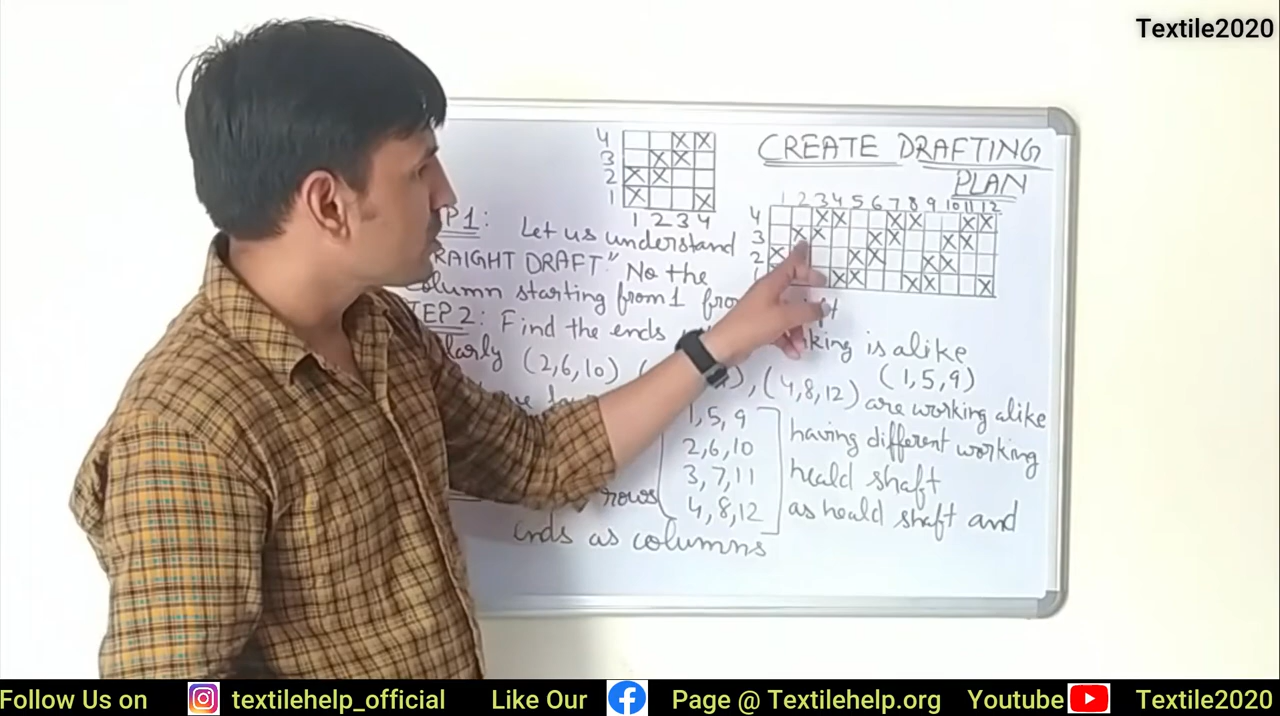 Textile2020
CREATE DRAFTING
PLAN
4 X X
3 X X
2 X X
1 X X
1 2 3 4
1 2 3 4 5 6 7 8 9 10 11 12
4 X X X X X X
3 X X X X X X
2 X X X X X
X X X X X
P1: Let us understand
RAIGHT DRAFT" No the
column starting from 1
TEP 2: Find the ends king is alike
larly (2,6,10) ( ), (4,8,12) (1,5,9)
are working alike
1, 5, 9
2,6,10 having different working
3, 7, 11 heald shaft
rows 4, 8, 12 as heald shaft and
ends as columns
Follow Us on textilehelp_official Like Our Page @ Textilehelp.org Youtube Textile2020